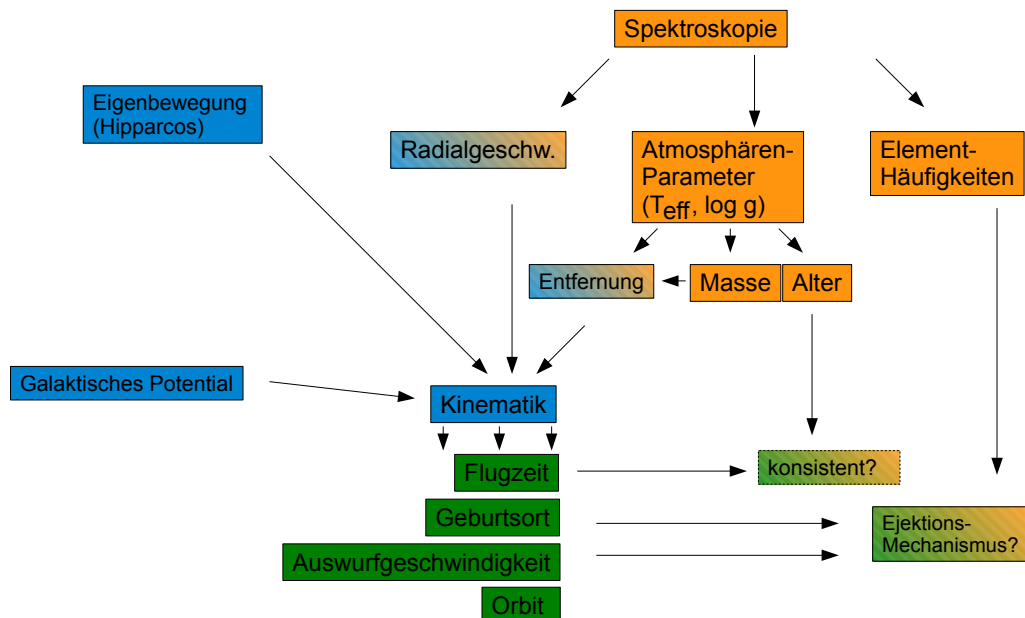 Spektroskopie
Eigenbewegung
(Hipparcos)
Radialgeschw.
Atmosphären-
Parameter
(Teff, log g)
Element-
Häufigkeiten
Entfernung
Masse
Alter
Galaktisches Potential
Kinematik
Flugzeit
konsistent?
Geburtsort
Ejektions-
Mechanismus?
Auswurfgeschwindigkeit
Orbit